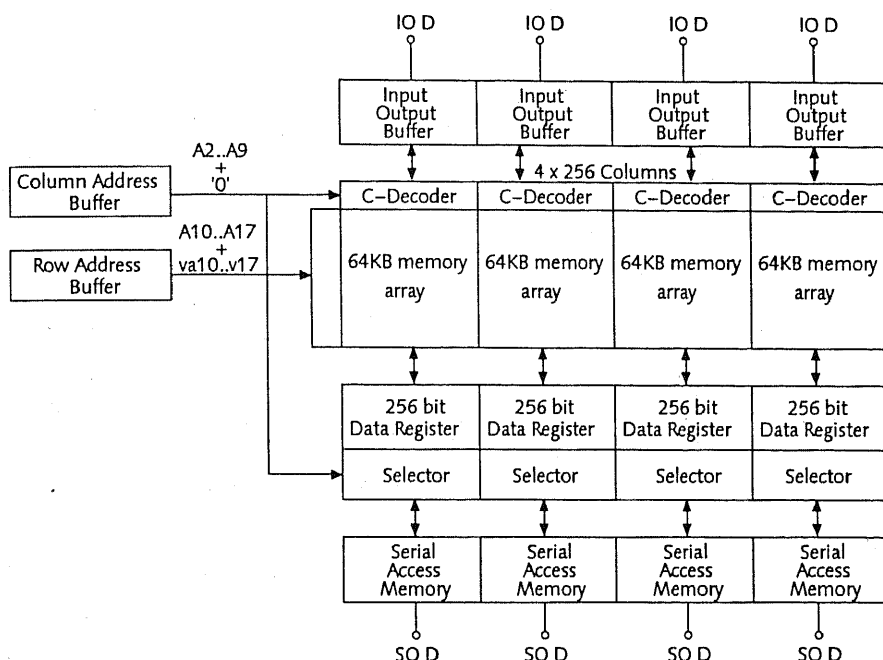 IO D IO D IO D IO D
Input Output Buffer Input Output Buffer Input Output Buffer Input Output Buffer
A2..A9
+
'0'
Column Address
Buffer
4 x 256 Columns
C-Decoder C-Decoder C-Decoder C-Decoder
A10..A17
+
va10..v17
Row Address
Buffer
64KB memory array 64KB memory array 64KB memory array 64KB memory array
256 bit Data Register 256 bit Data Register 256 bit Data Register 256 bit Data Register
Selector Selector Selector Selector
Serial Access Memory Serial Access Memory Serial Access Memory Serial Access Memory
SO D SO D SO D SO D